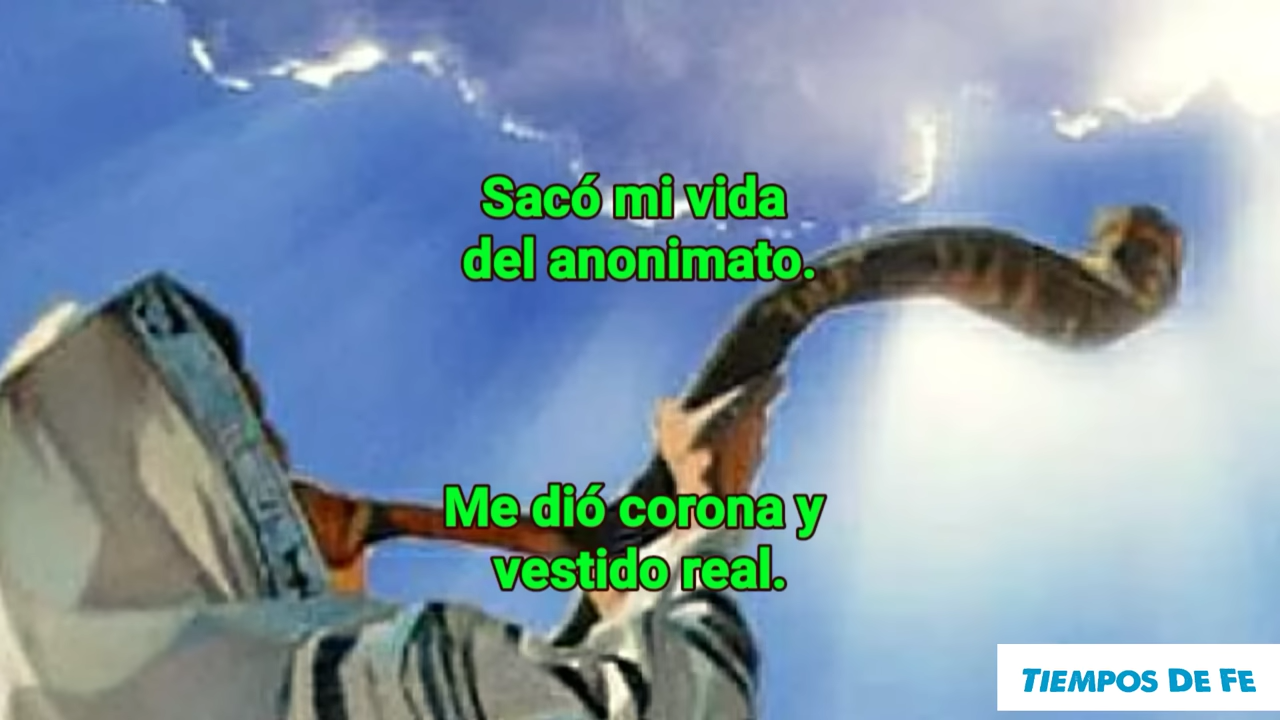 Sacó mi vida
del anonimato.
Me dió corona y
vestido real.
TIEMPOS DE FE